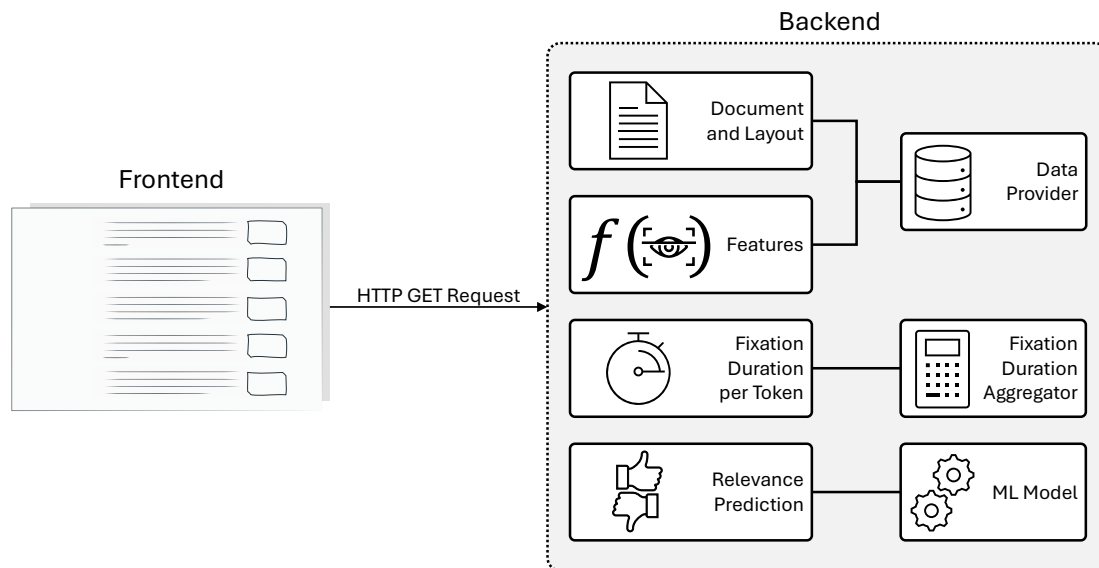 Backend
Frontend
HTTP GET Request
Document
and Layout
f ( ) Features
Data
Provider
Fixation
Duration
per Token
Fixation
Duration
Aggregator
Relevance
Prediction
ML Model